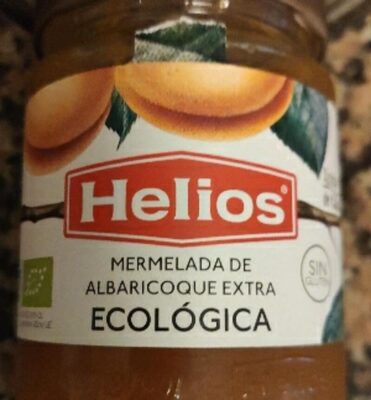 Helios®
MERMELADA DE
ALBARICOQUE EXTRA
ECOLÓGICA
SIN
GLUTEN